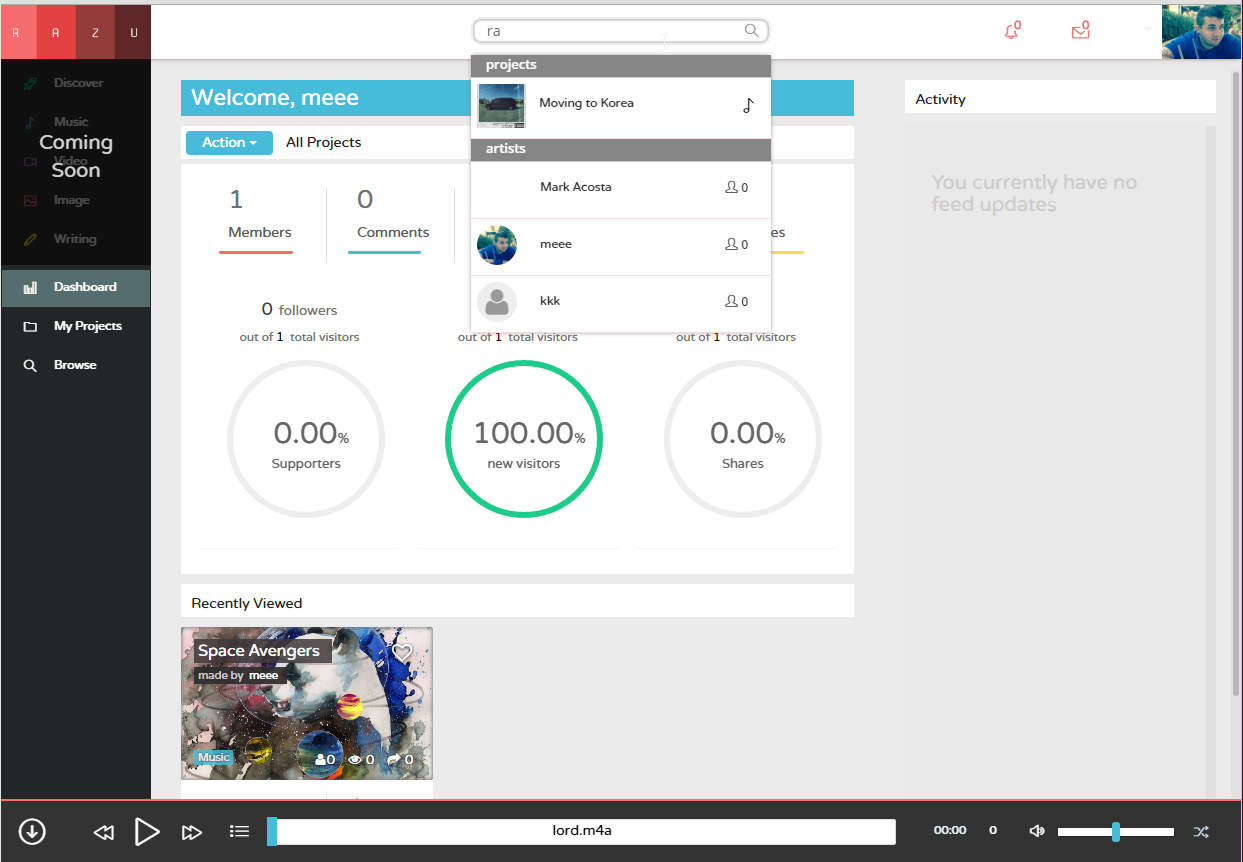 R A Z U
ra
0
0
Discover
Music
Coming
Video
Soon
Image
Writing
Dashboard
My Projects
Browse
projects
Moving to Korea
artists
Mark Acosta
0
meee
0
kkk
0
Welcome, meee
Action
All Projects
1
Members
0
Comments
es
0 followers
out of 1 total visitors
0.00%
Supporters
out of 1 total visitors
100.00%
new visitors
out of 1 total visitors
0.00%
Shares
Activity
You currently have no
feed updates
Recently Viewed
Space Avengers
made by meee
Music
0 0 0
lord.m4a
00:00 0